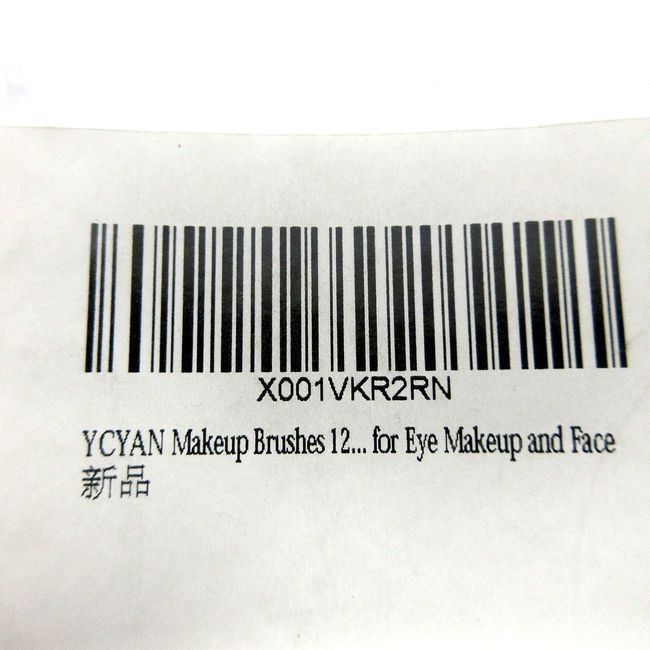 X001VKR2RN
YCYAN Makeup Brushes 12... for Eye Makeup and Face
新品